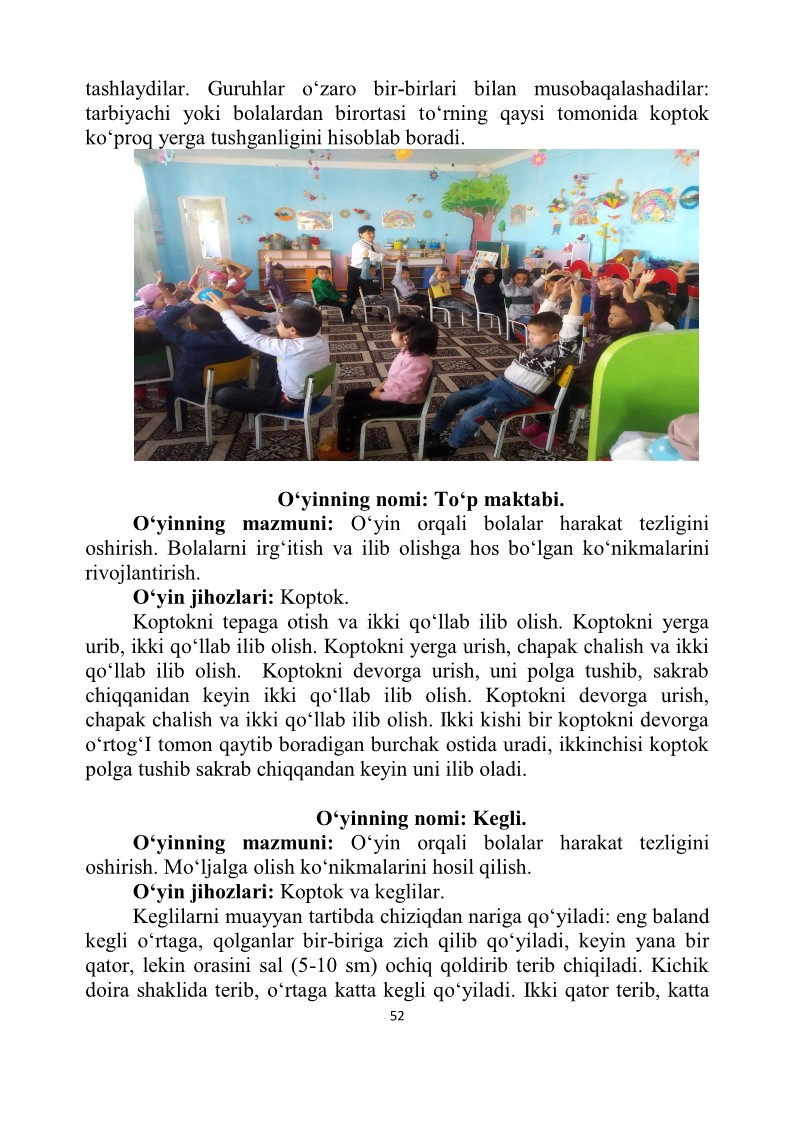 tashlaydilar. Guruhlar o‘zaro bir-birlari bilan musobaqalashadilar:
tarbiyachi yoki bolalardan birortasi to‘rning qaysi tomonida koptok
ko‘proq yerga tushganligini hisoblab boradi.
O‘yinning nomi: To‘p maktabi.
O‘yinning mazmuni: O‘yin orqali bolalar harakat tezligini
oshirish. Bolalarni irg‘itish va ilib olishga hos bo‘lgan ko‘nikmalarini
rivojlantirish.
O‘yin jihozlari: Koptok.
Koptokni tepaga otish va ikki qo‘llab ilib olish. Koptokni yerga
urib, ikki qo‘llab ilib olish. Koptokni yerga urish, chapak chalish va ikki
qo‘llab ilib olish. Koptokni devorga urish, uni polga tushib, sakrab
chiqqanidan keyin ikki qo‘llab ilib olish. Koptokni devorga urish,
chapak chalish va ikki qo‘llab ilib olish. Ikki kishi bir koptokni devorga
o‘rtog‘I tomon qaytib boradigan burchak ostida uradi, ikkinchisi koptok
polga tushib sakrab chiqqandan keyin uni ilib oladi.
O‘yinning nomi: Kegli.
O‘yinning mazmuni: O‘yin orqali bolalar harakat tezligini
oshirish. Mo‘ljalga olish ko‘nikmalarini hosil qilish.
O‘yin jihozlari: Koptok va keglilar.
Keglilarni muayyan tartibda chiziqdan nariga qo‘yiladi: eng baland
kegli o‘rtaga, qolganlar bir-biriga zich qilib qo‘yiladi, keyin yana bir
qator, lekin orasini sal (5-10 sm) ochiq qoldirib terib chiqiladi. Kichik
doira shaklida terib, o‘rtaga katta kegli qo‘yiladi. Ikki qator terib, katta
52